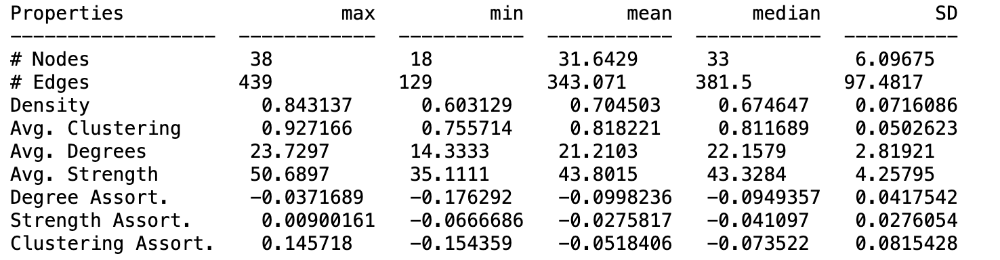 Properties                  max          min         mean       median          SD
------------------  ------------  -----------  -----------  -----------  ----------
# Nodes              38            18           31.6429      33           6.09675
# Edges             439           129          343.071      381.5        97.4817
Density               0.843137      0.603129     0.704503     0.674647    0.0716086
Avg. Clustering       0.927166      0.755714     0.818221     0.811689    0.0502623
Avg. Degrees         23.7297       14.3333      21.2103      22.1579      2.81921
Avg. Strength        50.6897       35.1111      43.8015      43.3284      4.25795
Degree Assort.       -0.0371689    -0.176292    -0.0998236   -0.0949357   0.0417542
Strength Assort.      0.00900161   -0.0666686   -0.0275817   -0.041097    0.0276054
Clustering Assort.    0.145718     -0.154359    -0.0518406   -0.073522    0.0815428